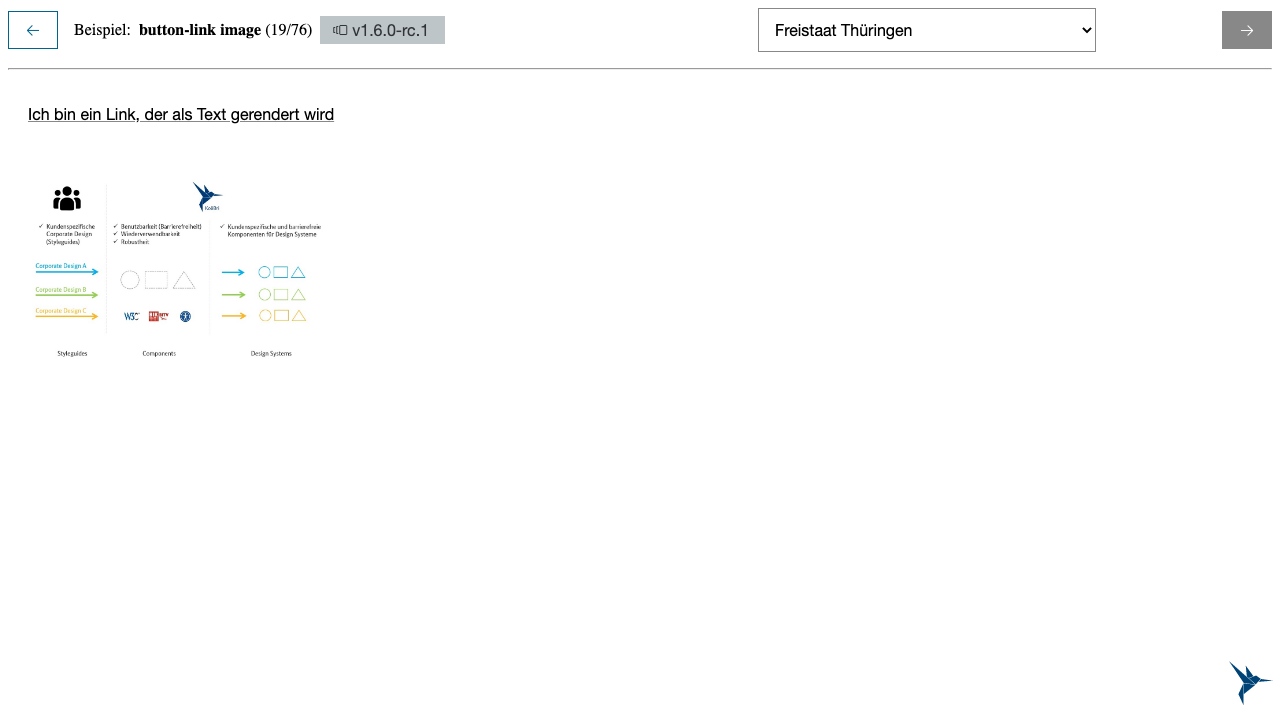 Beispiel: button-link image (19/76) v1.6.0-rc.1 Freistaat Thüringen
Ich bin ein Link, der als Text gerendert wird
KoliBri
✓ Kundenspezifische
Corporate Design
(Styleguides)
✓ Benutzbarkeit (Barrierefreiheit)
✓ Wiederverwendbarkeit
✓ Robustheit
✓ Kundenspezifische und barrierefreie
Komponenten für Design Systeme
Corporate Design A
Corporate Design B
Corporate Design C
W3C
Styleguides
Components
Design Systems